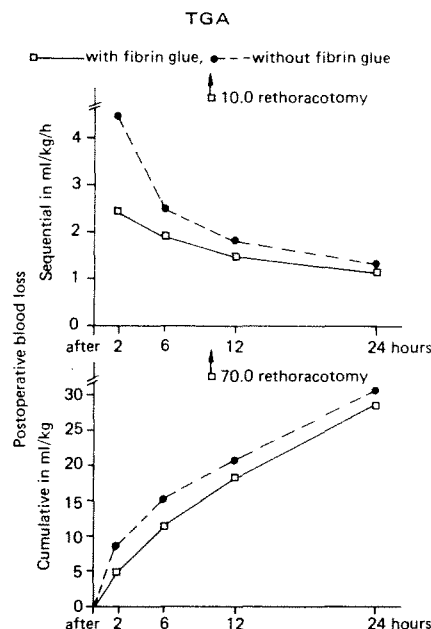 TGA
with fibrin glue, without fibrin glue
10.0 rethoracotomy
Postoperative blood loss
Sequential in ml/kg/h
4
3
2
1
0
after 2 6 12 24 hours
70.0 rethoracotomy
Cumulative in ml/kg
30
25
20
15
10
5
0
after 2 6 12 24 hours